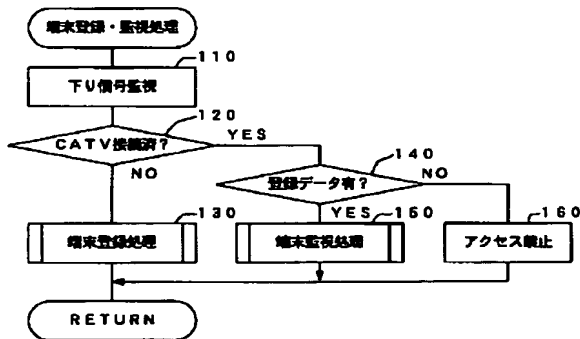 端末登録・監視処理
110
下り信号監視
120
CATV接続済?
YES
140
NO
登録データ有?
NO
130
YES
150
160
端末登録処理
端末監視処理
アクセス禁止
RETURN